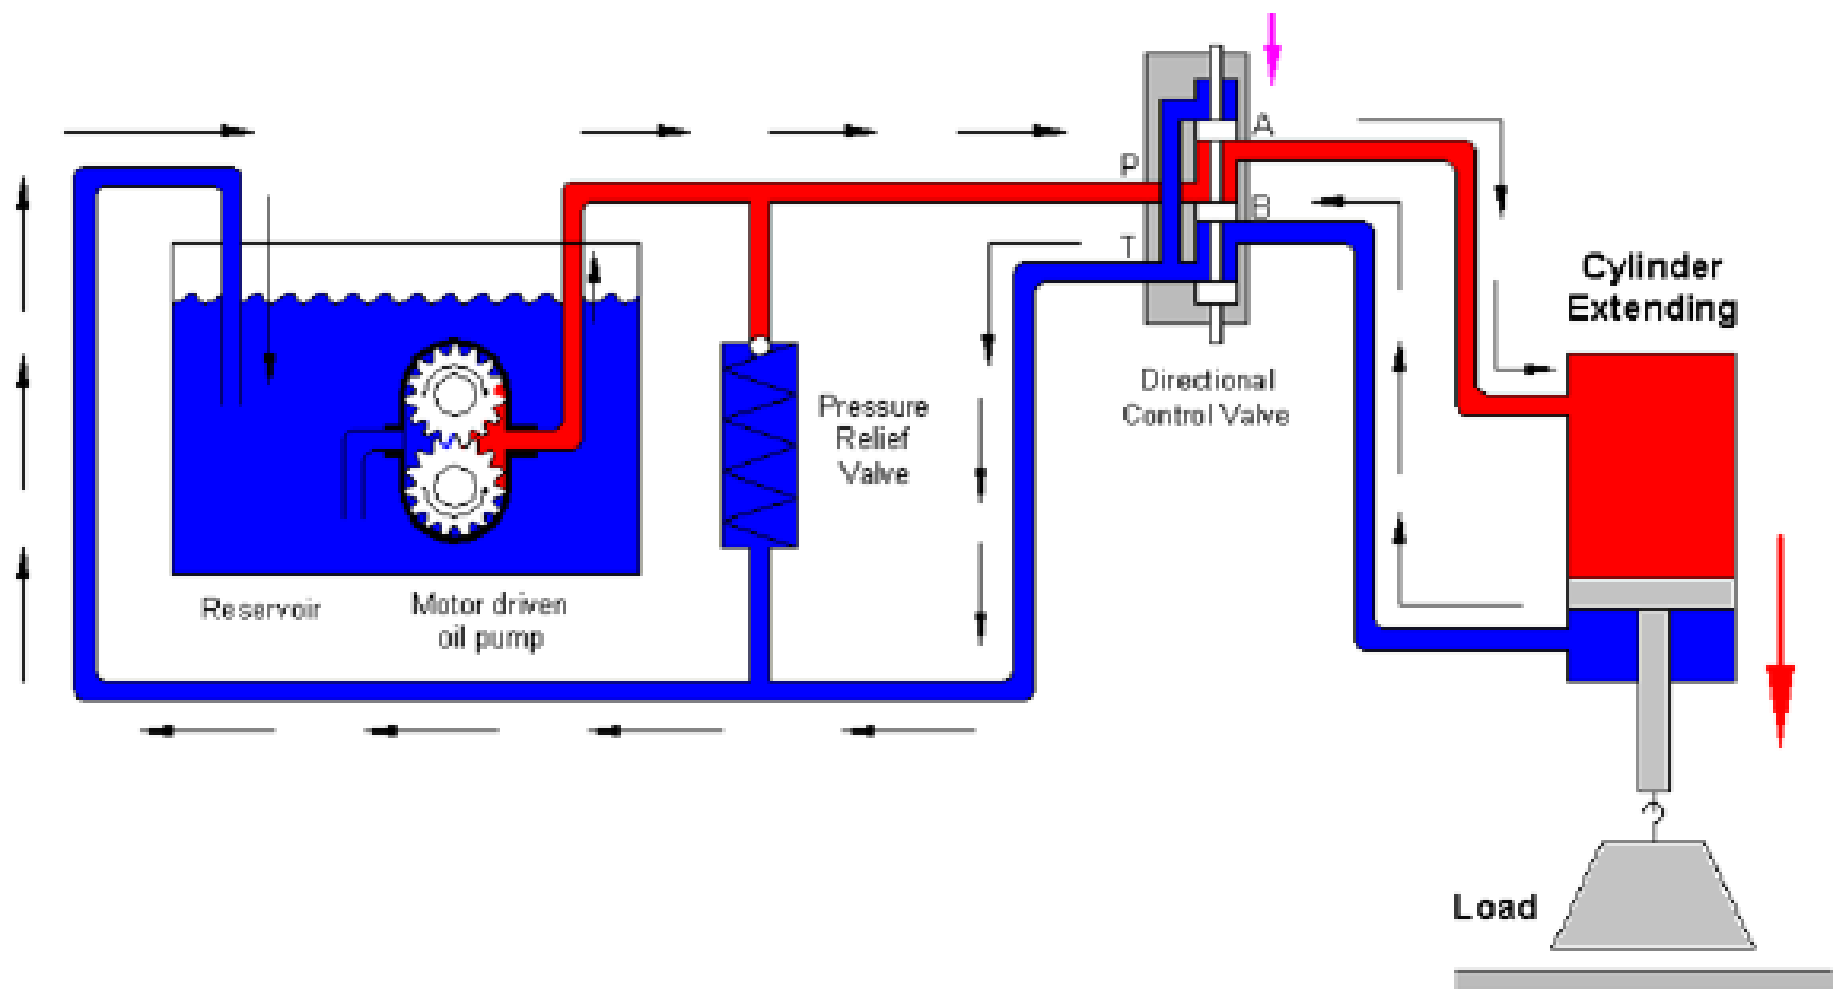 A
P
B
T
Cylinder
Extending
Directional
Control Valve
Pressure
Relief
Valve
Reservoir
Motor driven
oil pump
Load